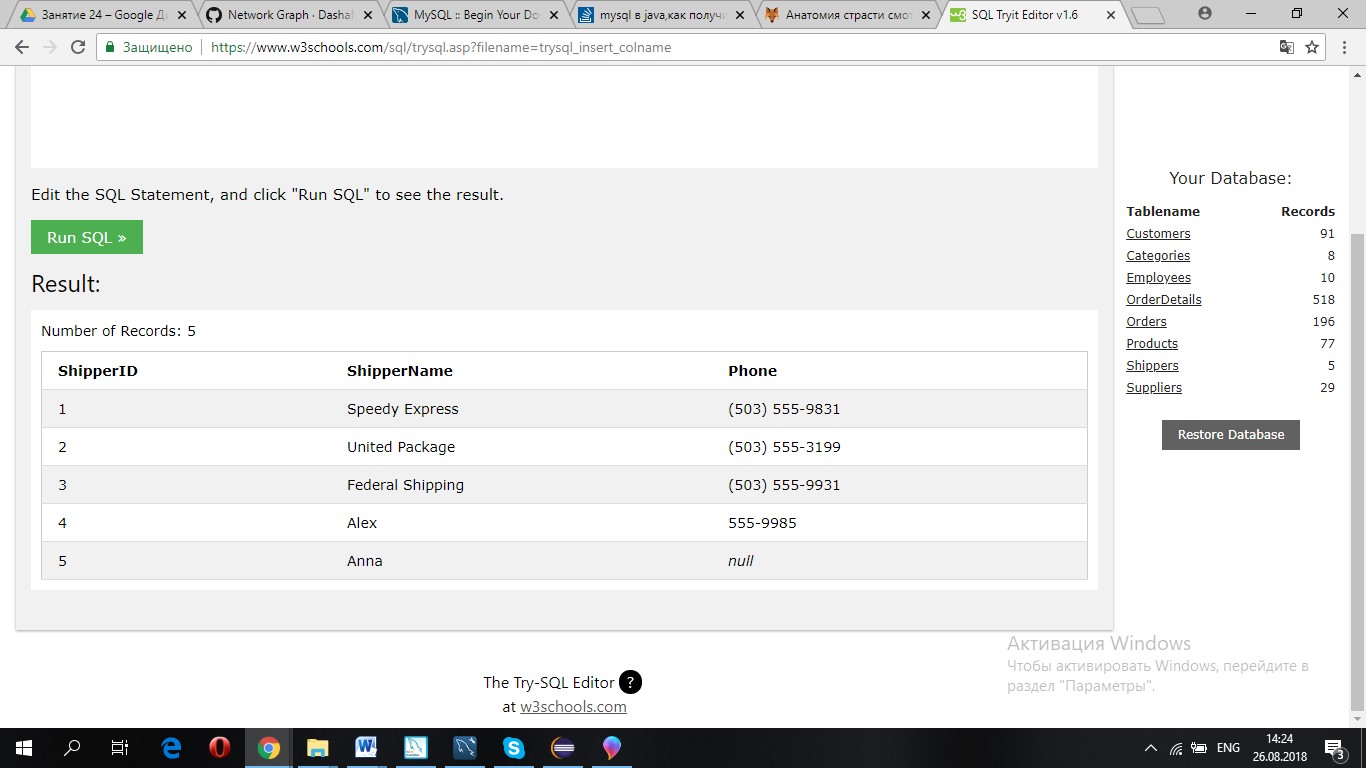 Занятие 24 – Google Ди
Network Graph · Dashal
MySQL :: Begin Your Do
mysql в java,как получи
Анатомия страсти смот
SQL Tryit Editor v1.6
Защищено
https://www.w3schools.com/sql/trysql.asp?filename=trysql_insert_colname
Edit the SQL Statement, and click "Run SQL" to see the result.
Run SQL »
Result:
Number of Records: 5
ShipperID ShipperName Phone
1 Speedy Express (503) 555-9831
2 United Package (503) 555-3199
3 Federal Shipping (503) 555-9931
4 Alex 555-9985
5 Anna null
Your Database:
Tablename Records
Customers 91
Categories 8
Employees 10
OrderDetails 518
Orders 196
Products 77
Shippers 5
Suppliers 29
Restore Database
The Try-SQL Editor ?
at w3schools.com
Активация Windows
Чтобы активировать Windows, перейдите в
раздел "Параметры".
ENG
14:24
26.08.2018
3